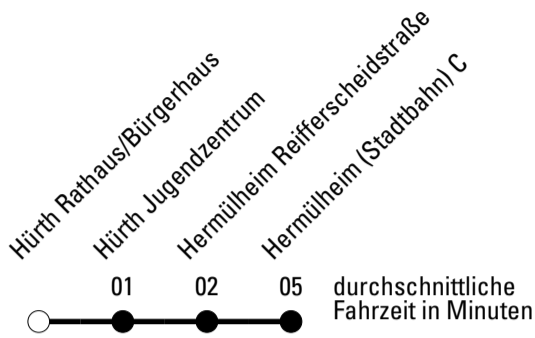 Hürth Rathaus/Bürgerhaus
Hürth Jugendzentrum
Hermülheim Reifferscheidstraße
Hermülheim (Stadtbahn) C
01 02 05 durchschnittliche
Fahrzeit in Minuten